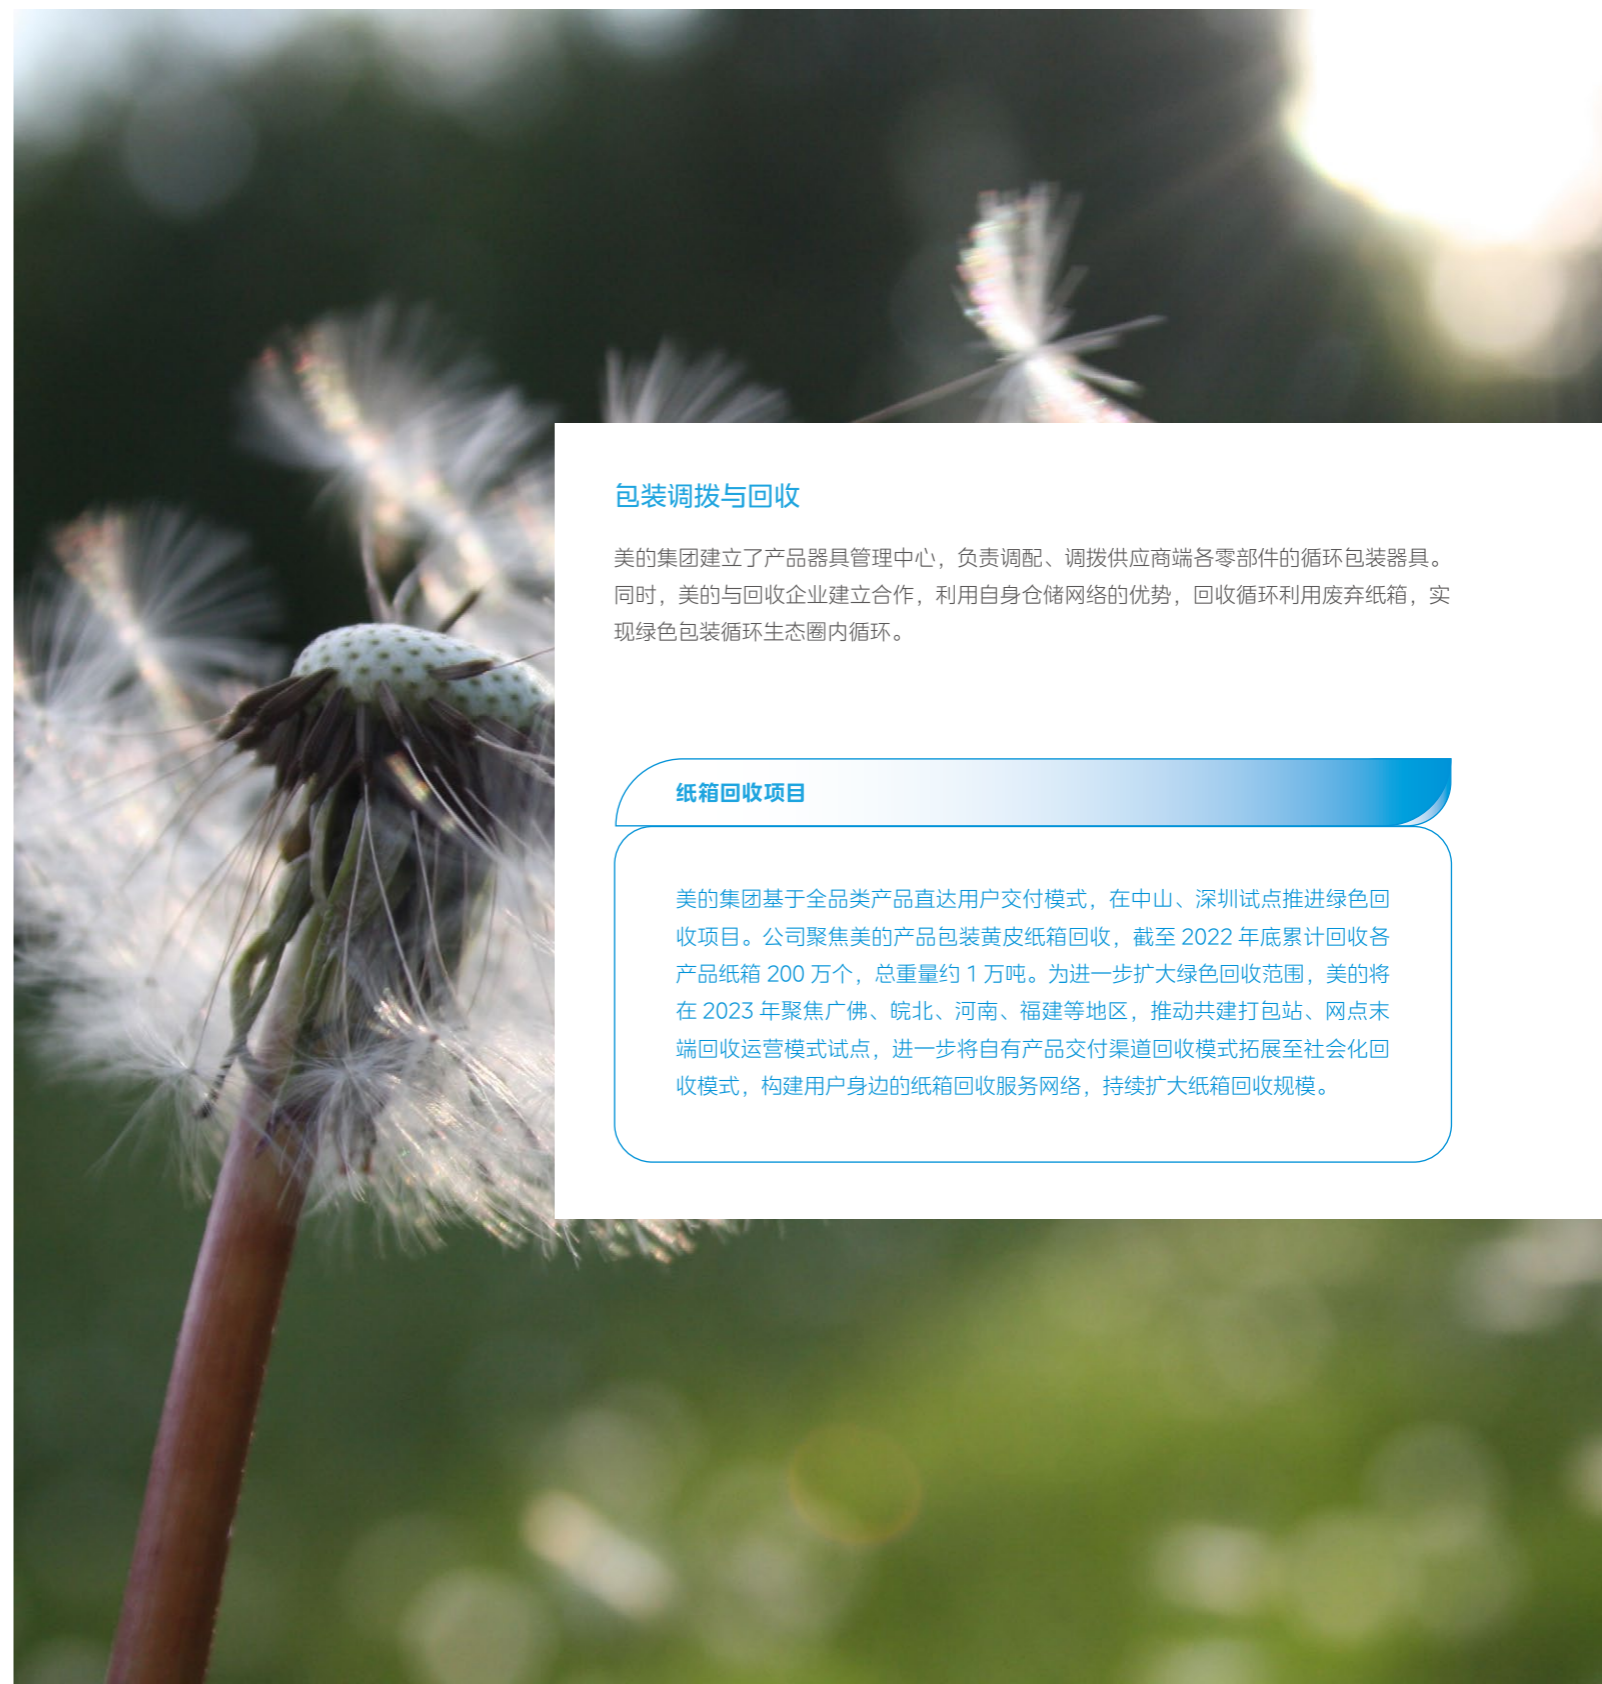 包装调拨与回收
美的集团建立了产品器具管理中心，负责调配、调拨供应商端各零部件的循环包装器具。
同时，美的与回收企业建立合作，利用自身仓储网络的优势，回收循环利用废弃纸箱，实
现绿色包装循环生态圈内循环。
纸箱回收项目
美的集团基于全品类产品直达用户交付模式，在中山、深圳试点推进绿色回
收项目。公司聚焦美的产品包装黄皮纸箱回收，截至 2022 年底累计回收各
产品纸箱 200 万个，总重量约 1 万吨。为进一步扩大绿色回收范围，美的将
在 2023 年聚焦广佛、皖北、河南、福建等地区，推动共建打包站、网点末
端回收运营模式试点，进一步将自有产品交付渠道回收模式拓展至社会化回
收模式，构建用户身边的纸箱回收服务网络，持续扩大纸箱回收规模。